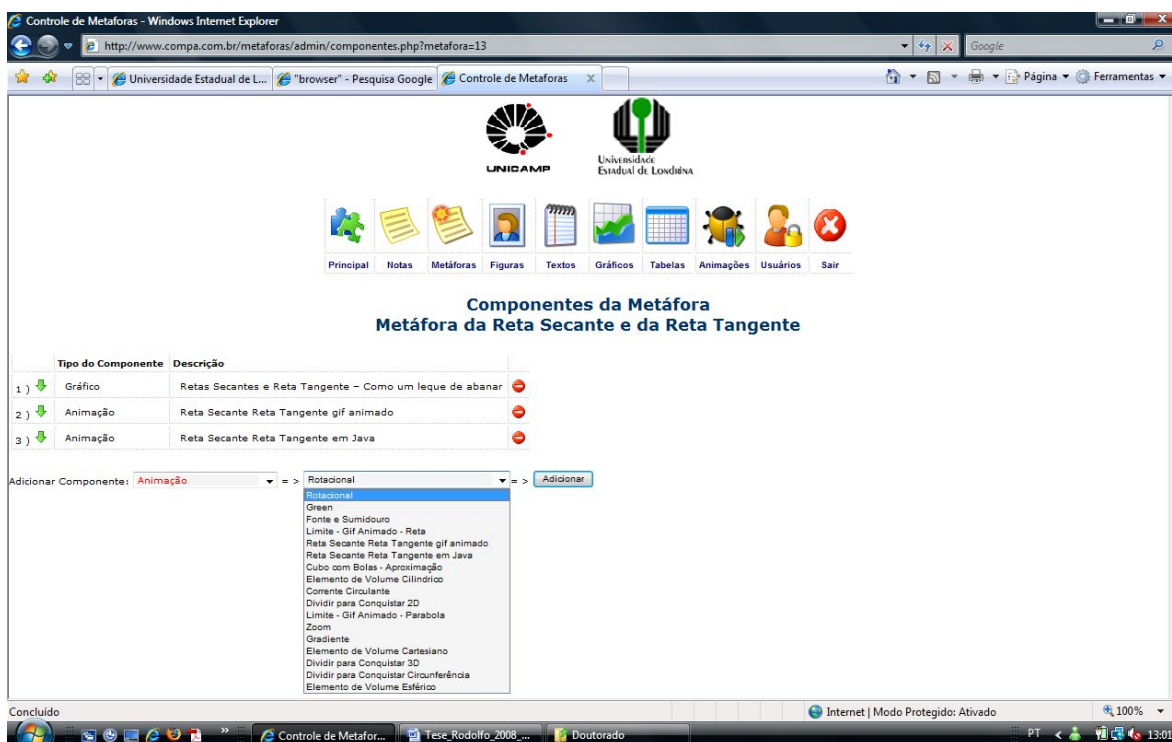 Controle de Metaforas - Windows Internet Explorer
http://www.compa.com.br/metaforas/admin/componentes.php?metafora=13
Google
Universidade Estadual de L...
"browser" - Pesquisa Google
Controle de Metaforas
Página
Ferramentas
UNICAMP
Universidade
Estadual de Londrina
Principal
Notas
Metáforas
Figuras
Textos
Gráficos
Tabelas
Animações
Usuários
Sair
Componentes da Metáfora
Metáfora da Reta Secante e da Reta Tangente
Tipo do Componente Descrição
1 ) Gráfico Retas Secantes e Reta Tangente – Como um leque de abanar
2 ) Animação Reta Secante Reta Tangente gif animado
3 ) Animação Reta Secante Reta Tangente em Java
Adicionar Componente: Animação = > Rotacional = > Adicionar
Rotacional
Green
Fonte e Sumidouro
Limite - Gif Animado - Reta
Reta Secante Reta Tangente gif animado
Reta Secante Reta Tangente em Java
Cubo com Bolas - Aproximação
Elemento de Volume Cilindrico
Corrente Circulante
Dividir para Conquistar 2D
Limite - Gif Animado - Parabola
Zoom
Gradiente
Elemento de Volume Cartesiano
Dividir para Conquistar 3D
Dividir para Conquistar Circunferência
Elemento de Volume Esférico
Concluído
Internet | Modo Protegido: Ativado
100%
Controle de Metafor...
Tese_Rodolfo_2008_...
Doutorado
PT
13:01